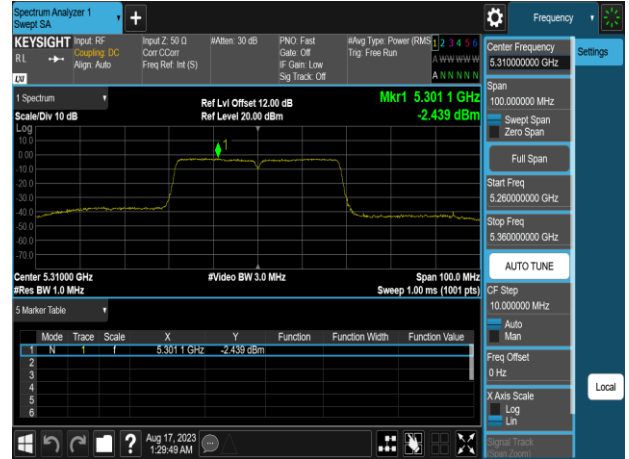 Spectrum Analyzer 1
Swept SA
Frequency
KEYSIGHT
RL
LXI
Input: RF
Coupling: DC
Align: Auto
Input Z: 50 Ω
Corr CCorr
Freq Ref: Int (S)
#Atten: 30 dB
PNO: Fast
Gate: Off
IF Gain: Low
Sig Track: Off
#Avg Type: Power (RMS
Trig: Free Run
1 2 3 4 5 6
A W W W W W
A N N N N N
Center Frequency
5.310000000 GHz
Settings
Span
100.000000 MHz
Swept Span
Zero Span
Full Span
Start Freq
5.260000000 GHz
Stop Freq
5.360000000 GHz
AUTO TUNE
CF Step
10.000000 MHz
Auto
Man
Freq Offset
0 Hz
X Axis Scale
Log
Lin
Signal Track
(Span Zoom)
Local
1 Spectrum
Scale/Div 10 dB
Log
Ref Lvl Offset 12.00 dB
Ref Level 20.00 dBm
Mkr1 5.301 1 GHz
-2.439 dBm
1
10.0
0.00
-10.0
-20.0
-30.0
-40.0
-50.0
-60.0
-70.0
Center 5.31000 GHz
#Res BW 1.0 MHz
#Video BW 3.0 MHz
Span 100.0 MHz
Sweep 1.00 ms (1001 pts)
5 Marker Table
Mode Trace Scale X Y Function Function Width Function Value
1 N 1 f 5.301 1 GHz -2.439 dBm
2
3
4
5
6
?
Aug 17, 2023
1:29:49 AM